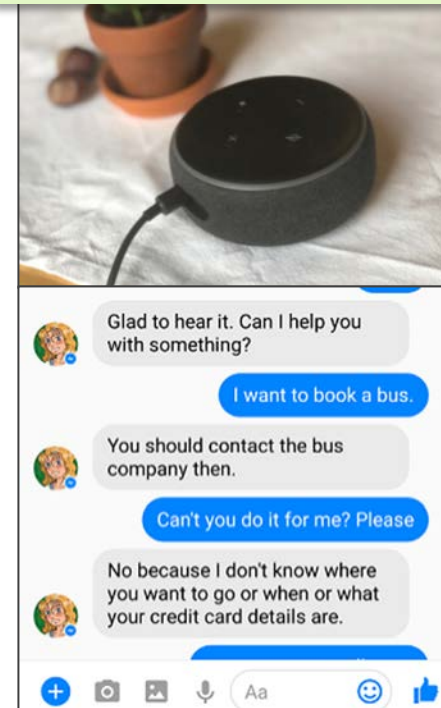 Glad to hear it. Can I help you
with something?
I want to book a bus.
You should contact the bus
company then.
Can't you do it for me? Please
No because I don't know where
you want to go or when or what
your credit card details are.
Aa